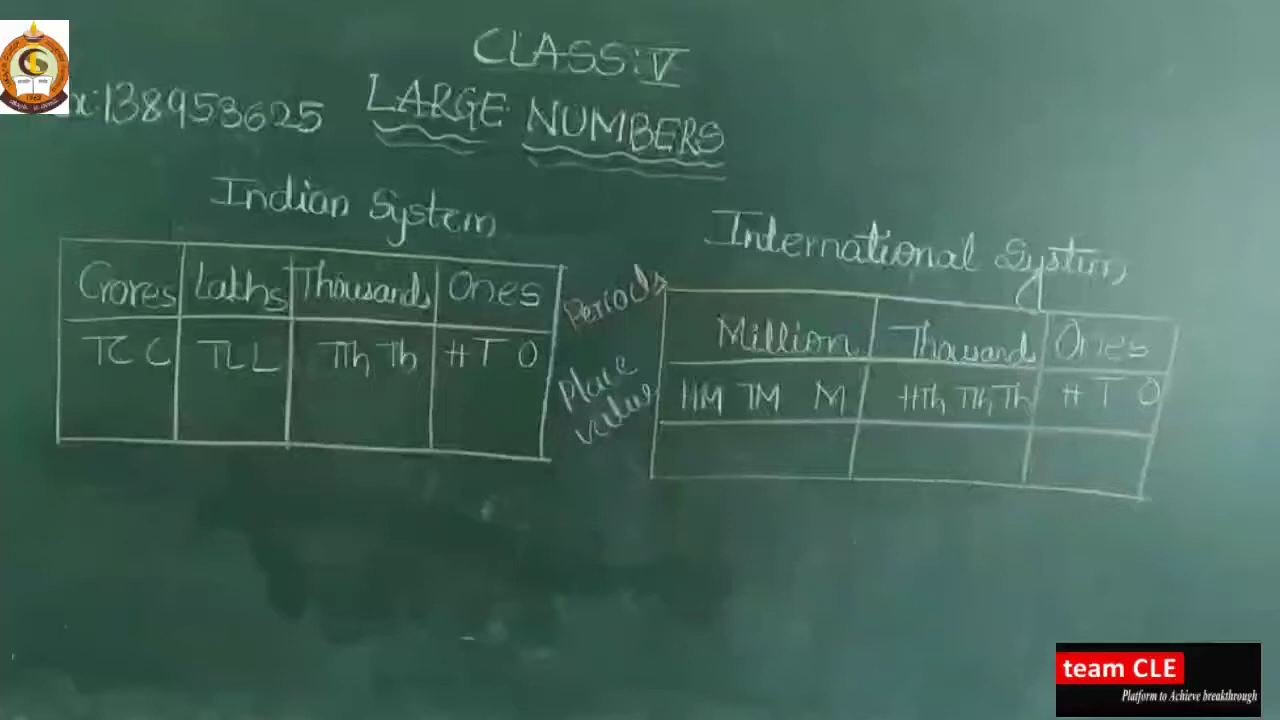 CLASS:V
x:138953625
LARGE NUMBERS
Indian System
Crores Lakhs Thousands Ones
TC C TL L TTh Th H T O
Periods
Place value
International System
Million Thousand Ones
HM TM M HTh TTh Th H T O
team CLE
Platform to Achieve breakthrough